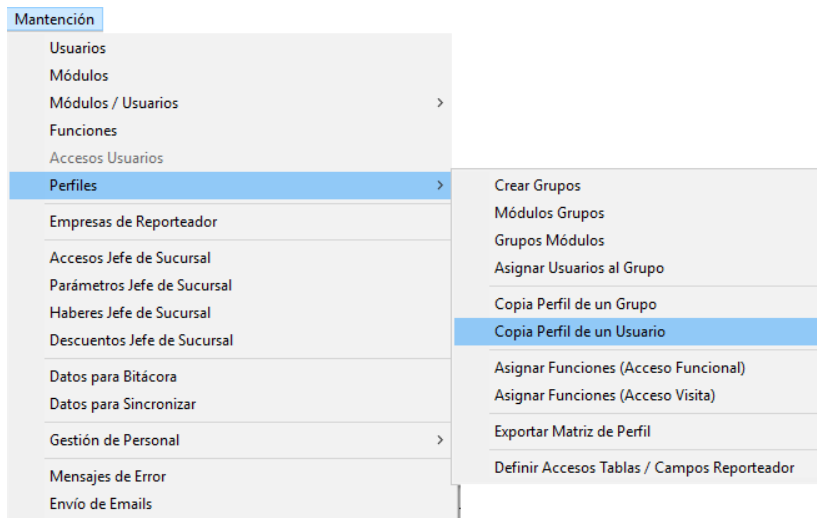 Mantención
Usuarios
Módulos
Módulos / Usuarios
Funciones
Accesos Usuarios
Perfiles
Empresas de Reporteador
Accesos Jefe de Sucursal
Parámetros Jefe de Sucursal
Haberes Jefe de Sucursal
Descuentos Jefe de Sucursal
Datos para Bitácora
Datos para Sincronizar
Gestión de Personal
Mensajes de Error
Envío de Emails
Crear Grupos
Módulos Grupos
Grupos Módulos
Asignar Usuarios al Grupo
Copia Perfil de un Grupo
Copia Perfil de un Usuario
Asignar Funciones (Acceso Funcional)
Asignar Funciones (Acceso Visita)
Exportar Matriz de Perfil
Definir Accesos Tablas / Campos Reporteador